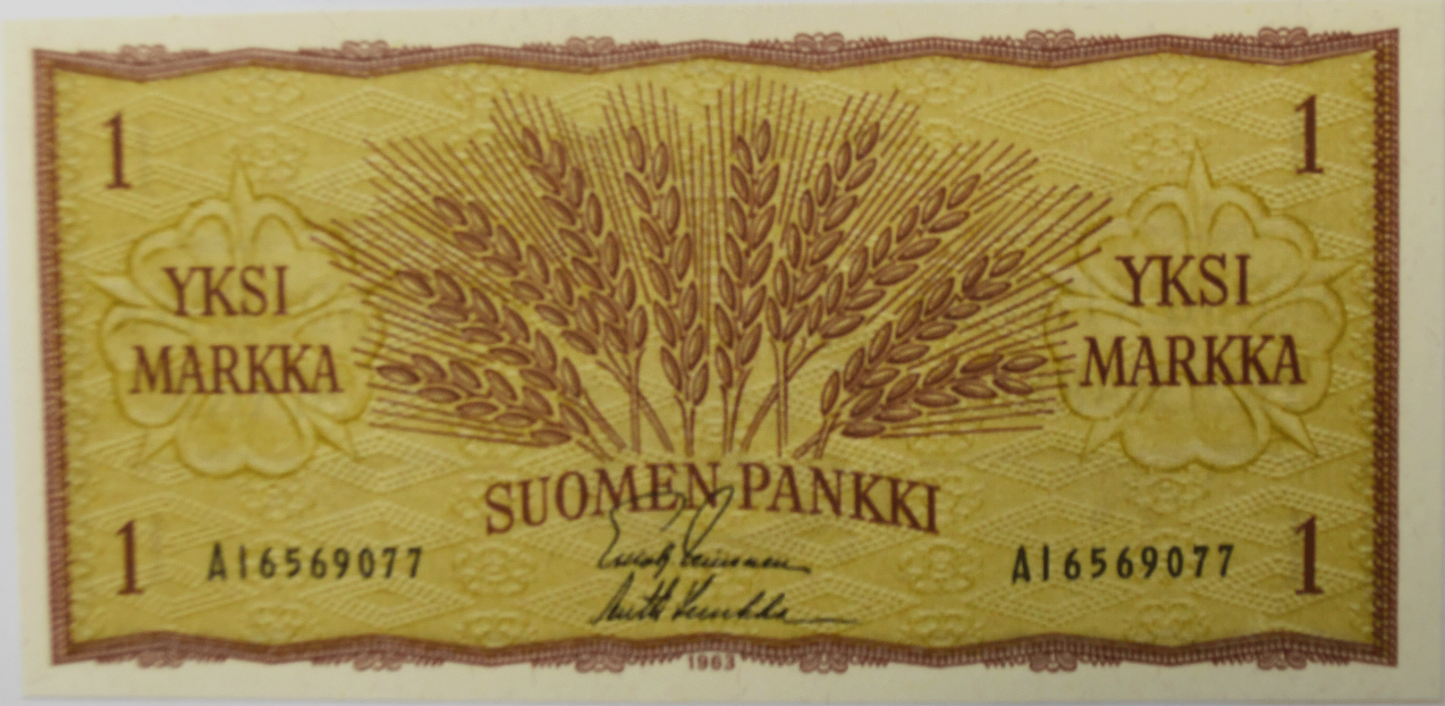 1 1
YKSI MARKKA
YKSI MARKKA
SUOMEN PANKKI
1 1
A16569077 A16569077
1963